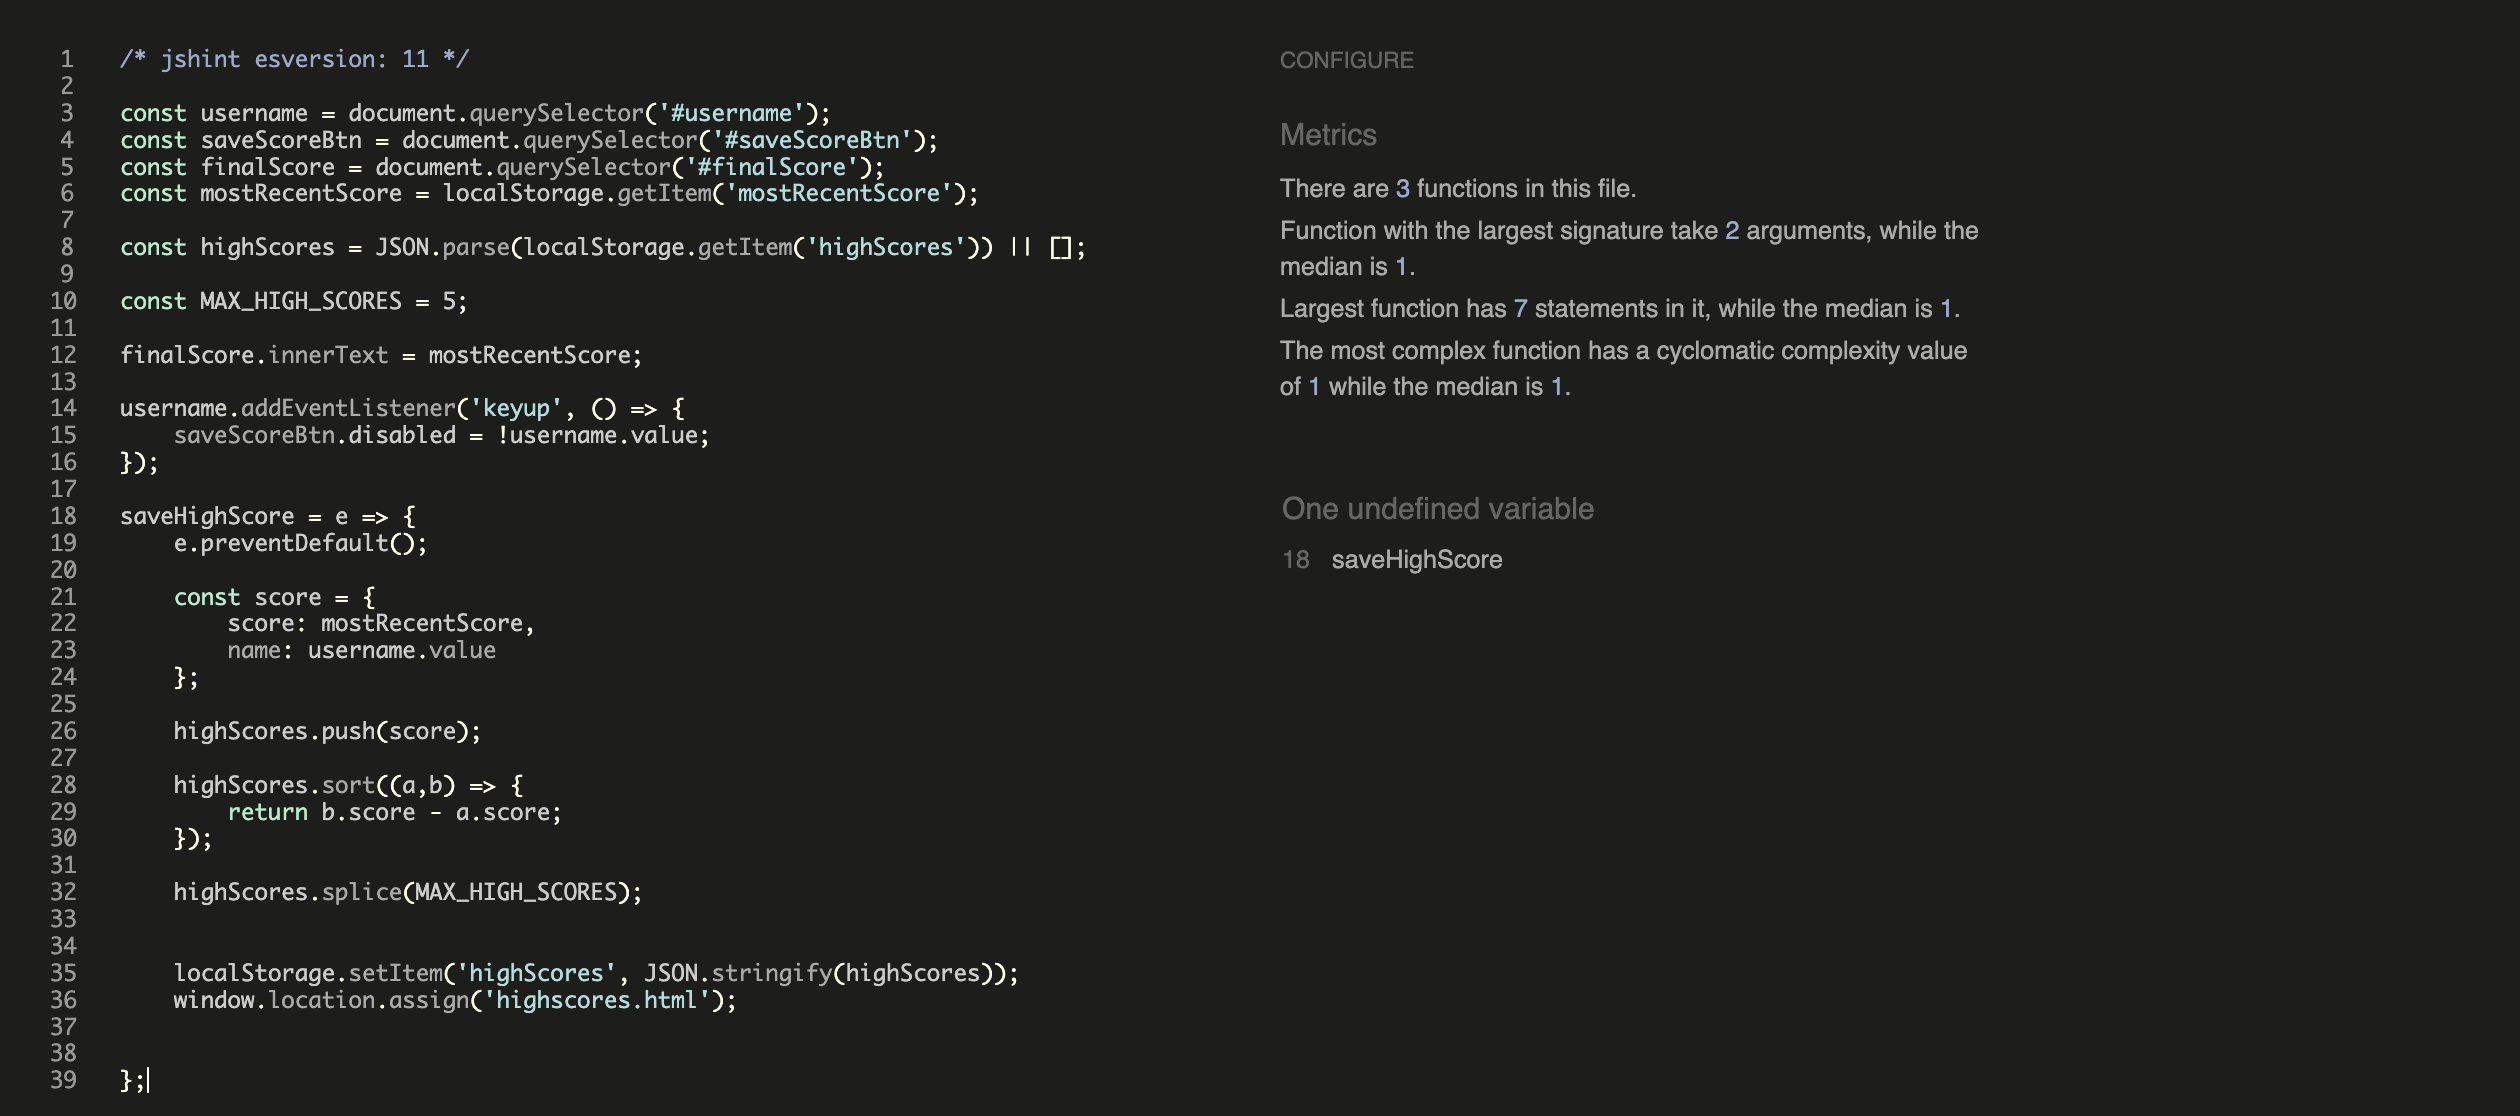 1 /* jshint esversion: 11 */
2
3 const username = document.querySelector('#username');
4 const saveScoreBtn = document.querySelector('#saveScoreBtn');
5 const finalScore = document.querySelector('#finalScore');
6 const mostRecentScore = localStorage.getItem('mostRecentScore');
7
8 const highScores = JSON.parse(localStorage.getItem('highScores')) || [];
9
10 const MAX_HIGH_SCORES = 5;
11
12 finalScore.innerText = mostRecentScore;
13
14 username.addEventListener('keyup', () => {
15     saveScoreBtn.disabled = !username.value;
16 });
17
18 saveHighScore = e => {
19     e.preventDefault();
20
21     const score = {
22         score: mostRecentScore,
23         name: username.value
24     };
25
26     highScores.push(score);
27
28     highScores.sort((a,b) => {
29         return b.score - a.score;
30     });
31
32     highScores.splice(MAX_HIGH_SCORES);
33
34
35     localStorage.setItem('highScores', JSON.stringify(highScores));
36     window.location.assign('highscores.html');
37
38
39 };
CONFIGURE
Metrics
There are 3 functions in this file.
Function with the largest signature take 2 arguments, while the
median is 1.
Largest function has 7 statements in it, while the median is 1.
The most complex function has a cyclomatic complexity value
of 1 while the median is 1.
One undefined variable
18 saveHighScore